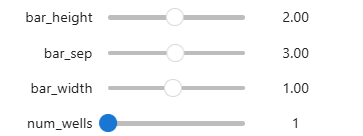 bar_height 2.00
bar_sep 3.00
bar_width 1.00
num_wells 1